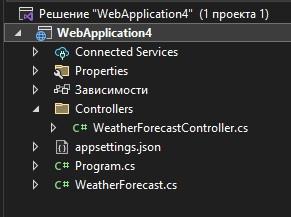 Решение "WebApplication4" (1 проекта 1)
WebApplication4
Connected Services
Properties
Зависимости
Controllers
C# WeatherForecastController.cs
appsettings.json
C# Program.cs
C# WeatherForecast.cs